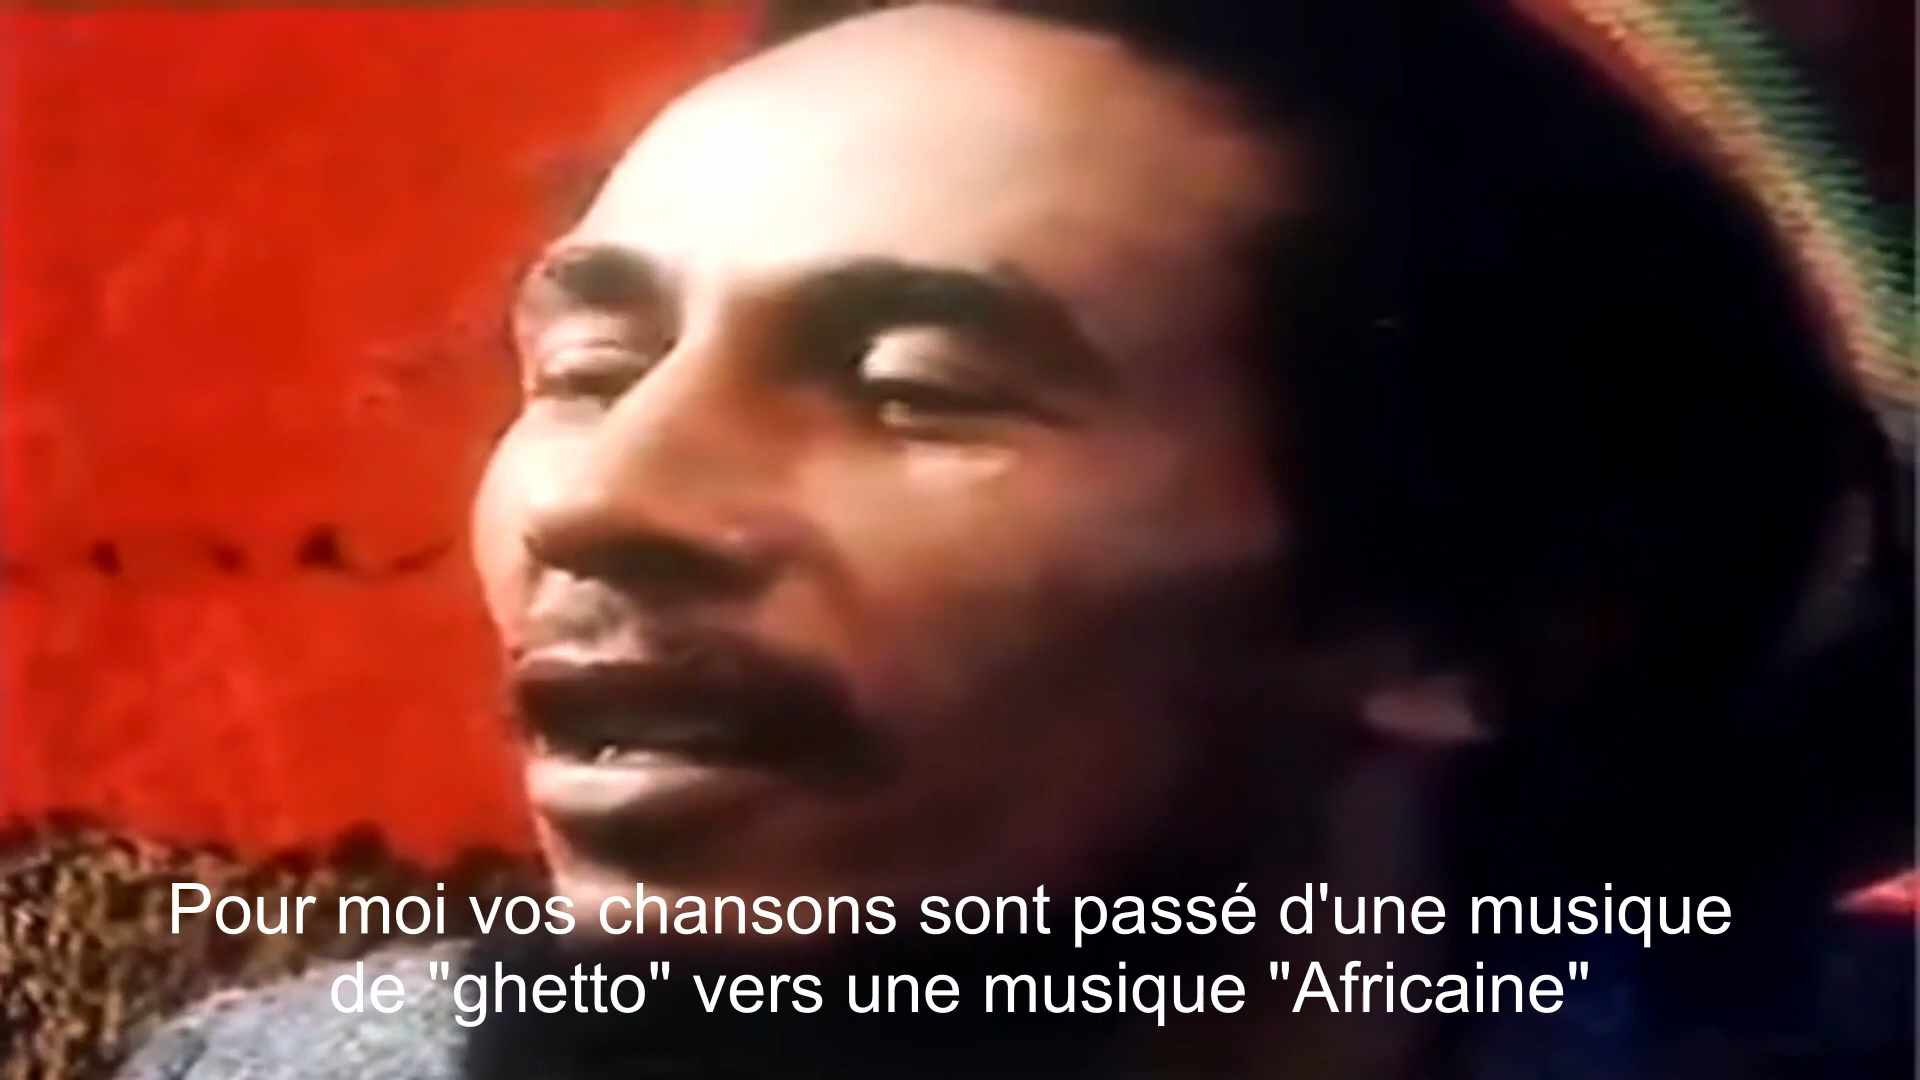 Pour moi vos chansons sont passé d'une musique
de "ghetto" vers une musique "Africaine"